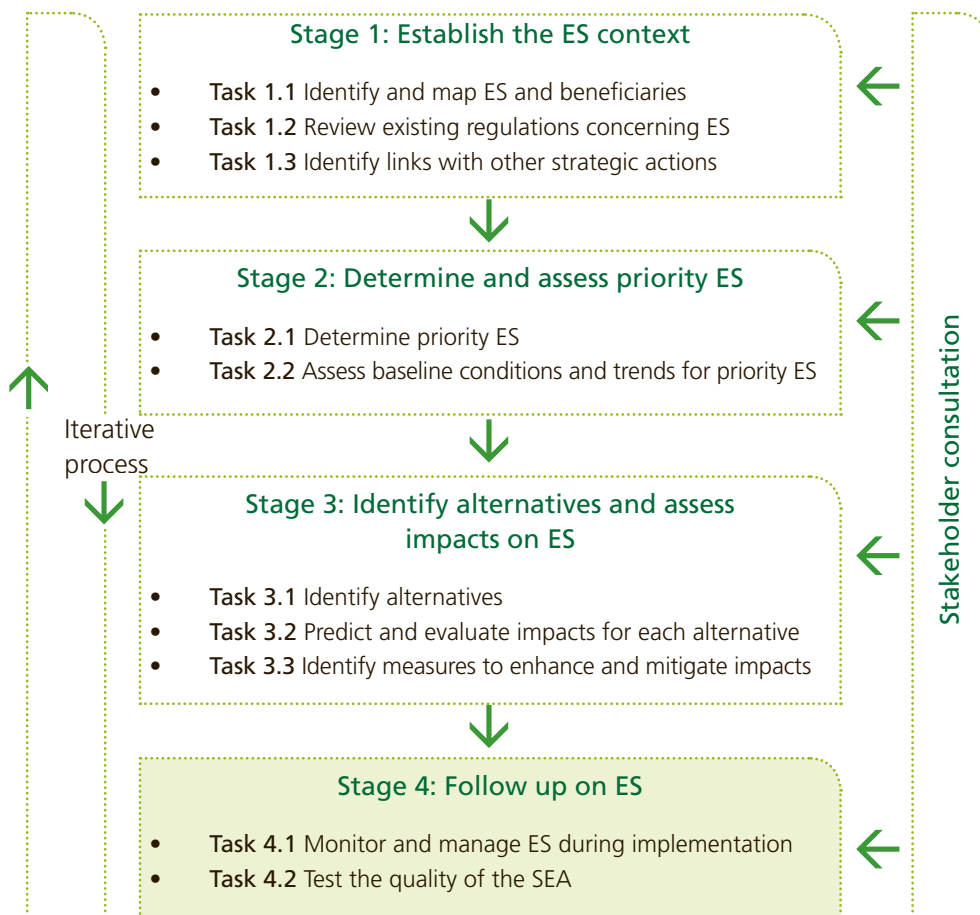 Stage 1: Establish the ES context
• Task 1.1 Identify and map ES and beneficiaries
• Task 1.2 Review existing regulations concerning ES
• Task 1.3 Identify links with other strategic actions
Stage 2: Determine and assess priority ES
• Task 2.1 Determine priority ES
• Task 2.2 Assess baseline conditions and trends for priority ES
Iterative
process
Stage 3: Identify alternatives and assess
impacts on ES
• Task 3.1 Identify alternatives
• Task 3.2 Predict and evaluate impacts for each alternative
• Task 3.3 Identify measures to enhance and mitigate impacts
Stage 4: Follow up on ES
• Task 4.1 Monitor and manage ES during implementation
• Task 4.2 Test the quality of the SEA
Stakeholder consultation